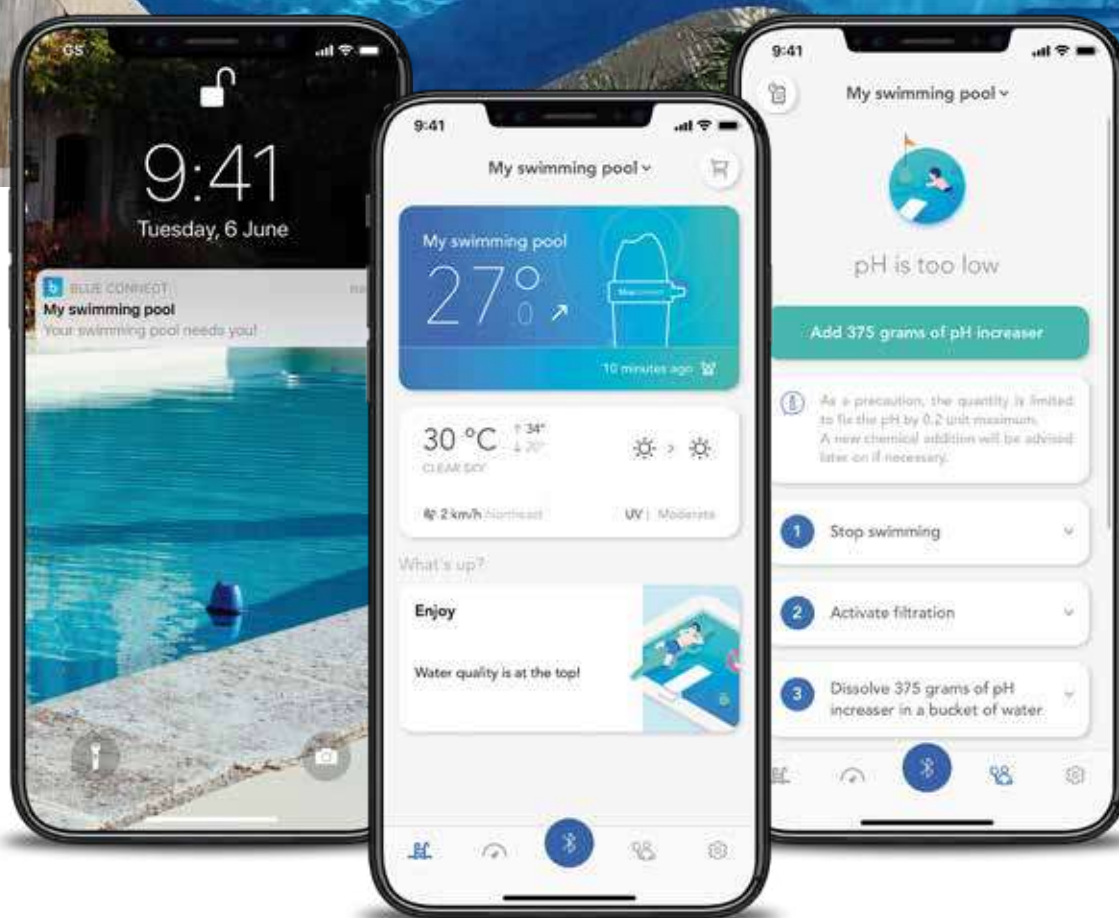 GS
9:41
Tuesday, 6 June
BLUE CONNECT
My swimming pool
Your swimming pool needs you!
9:41
My swimming pool
My swimming pool
27°
0
10 minutes ago
30 °C
↑ 34°
↓ 20°
CLEAR SKY
2 km/h Northeast
UV | Moderate
What's up?
Enjoy
Water quality is at the top!
9:41
My swimming pool
pH is too low
Add 375 grams of pH increaser
As a precaution, the quantity is limited
to fix the pH by 0.2 unit maximum.
A new chemical addition will be advised
later on if necessary.
1 Stop swimming
2 Activate filtration
3 Dissolve 375 grams of pH
increaser in a bucket of water